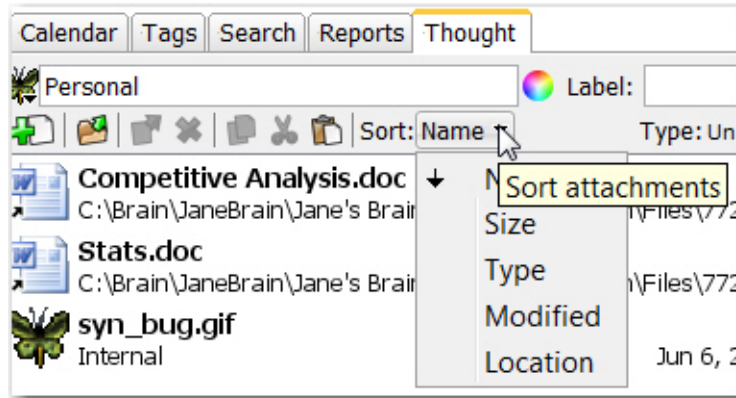 Calendar Tags Search Reports Thought
Personal Label:
Sort: Name Type: Un
Competitive Analysis.doc
C:\Brain\JaneBrain\Jane's Brai
Sort attachments
\Files\772
Size
Stats.doc
Type
C:\Brain\JaneBrain\Jane's Brai \Files\772
syn_bug.gif
Modified
Internal Location Jun 6, 2